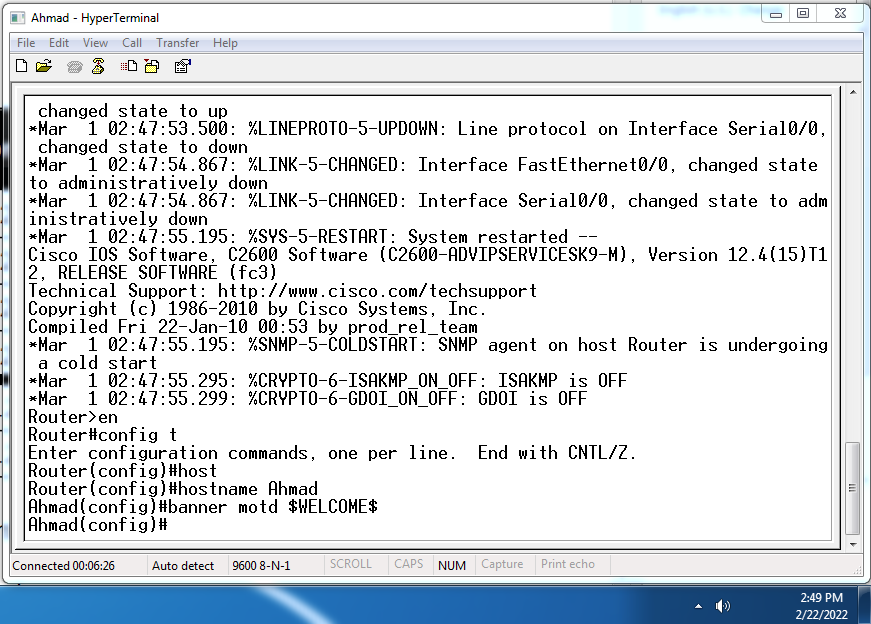 Ahmad - HyperTerminal
File Edit View Call Transfer Help
changed state to up
*Mar  1 02:47:53.500: %LINEPROTO-5-UPDOWN: Line protocol on Interface Serial0/0,
 changed state to down
*Mar  1 02:47:54.867: %LINK-5-CHANGED: Interface FastEthernet0/0, changed state
to administratively down
*Mar  1 02:47:54.867: %LINK-5-CHANGED: Interface Serial0/0, changed state to adm
inistratively down
*Mar  1 02:47:55.195: %SYS-5-RESTART: System restarted --
Cisco IOS Software, C2600 Software (C2600-ADVIPSERVICESK9-M), Version 12.4(15)T1
2, RELEASE SOFTWARE (fc3)
Technical Support: http://www.cisco.com/techsupport
Copyright (c) 1986-2010 by Cisco Systems, Inc.
Compiled Fri 22-Jan-10 00:53 by prod_rel_team
*Mar  1 02:47:55.195: %SNMP-5-COLDSTART: SNMP agent on host Router is undergoing
 a cold start
*Mar  1 02:47:55.295: %CRYPTO-6-ISAKMP_ON_OFF: ISAKMP is OFF
*Mar  1 02:47:55.299: %CRYPTO-6-GDOI_ON_OFF: GDOI is OFF
Router>en
Router#config t
Enter configuration commands, one per line.  End with CNTL/Z.
Router(config)#host
Router(config)#hostname Ahmad
Ahmad(config)#banner motd $WELCOME$
Ahmad(config)#
Connected 00:06:26 Auto detect 9600 8-N-1 SCROLL CAPS NUM Capture Print echo
2:49 PM
2/22/2022